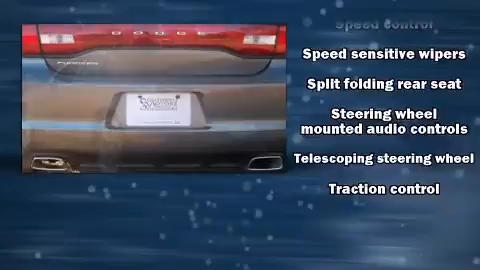 Speed control
DODGE
Speed sensitive wipers
Split folding rear seat
Steering wheel
mounted audio controls
Telescoping steering wheel
Traction control